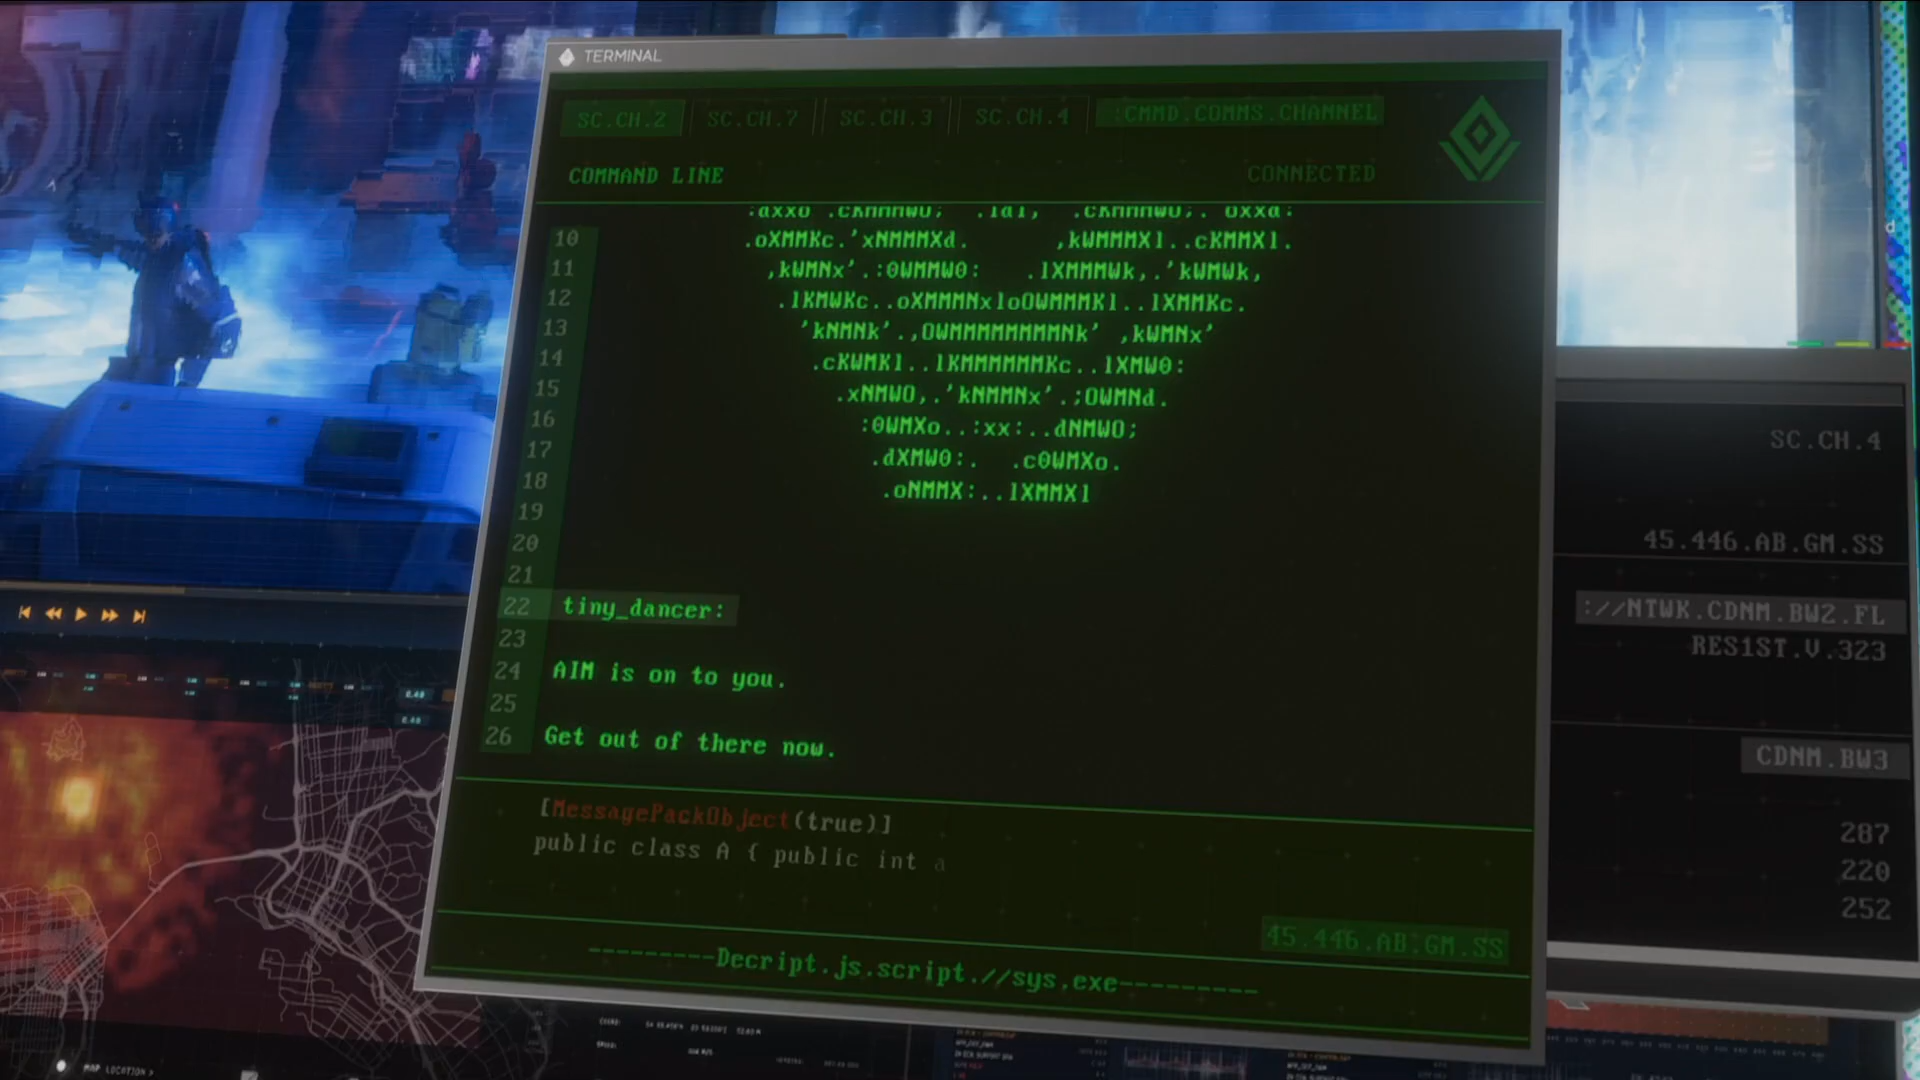 TERMINAL
SC.CH.2
SC.CH.7
SC.CH.3
SC.CH.4
:CMMD.COMMS.CHANNEL
COMMAND LINE
CONNECTED
10 .oXMMKc.'xNMMMXd. ,kWMMMXl..cKMMXl.
11 ,kWMNx'.:0WMMW0: .lXMMMWk,.'kWMWk,
12 .lKMWKc..oXMMMNxloOWMMMKl..lXMMKc.
13 'kNMNk'.,OWMMMMMMMMNk' ,kWMNx'
14 .cKWMKl..lKMMMMMMKc..lXMW0:
15 .xNMWO,.'kNMMNx'.;OWMNd.
16 :0WMXo..:xx:..dNMWO;
17 .dXMW0:. .c0WMXo.
18 .oNMMX:..lXMMXl
19
20
21
22 tiny_dancer:
23
24 AIM is on to you.
25
26 Get out of there now.
[MessagePackObject(true)]
public class A { public int a
45.446.AB.GM.SS
---------Decript.js.script.//sys.exe---------
SC.CH.4
45.446.AB.GM.SS
://NTWK.CDNM.BW2.FL
RES1ST.V.323
CDNM.BW3
287
220
252
MAP LOCATION>